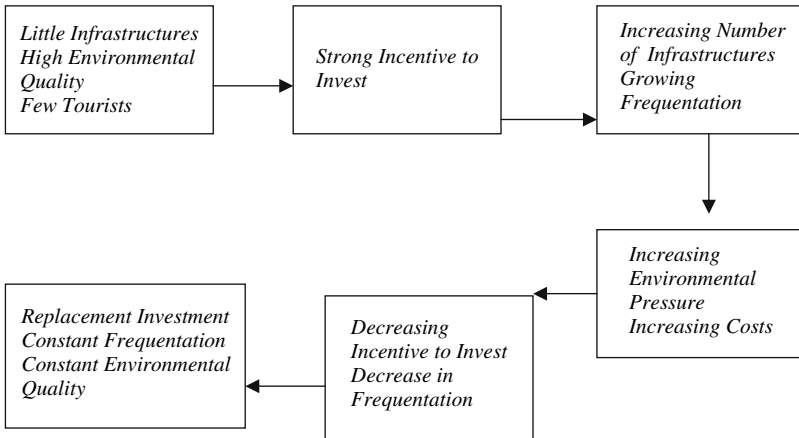 Little Infrastructures
High Environmental
Quality
Few Tourists
Strong Incentive to
Invest
Increasing Number
of Infrastructures
Growing
Frequentation
Increasing
Environmental
Pressure
Increasing Costs
Decreasing
Incentive to Invest
Decrease in
Frequentation
Replacement Investment
Constant Frequentation
Constant Environmental
Quality